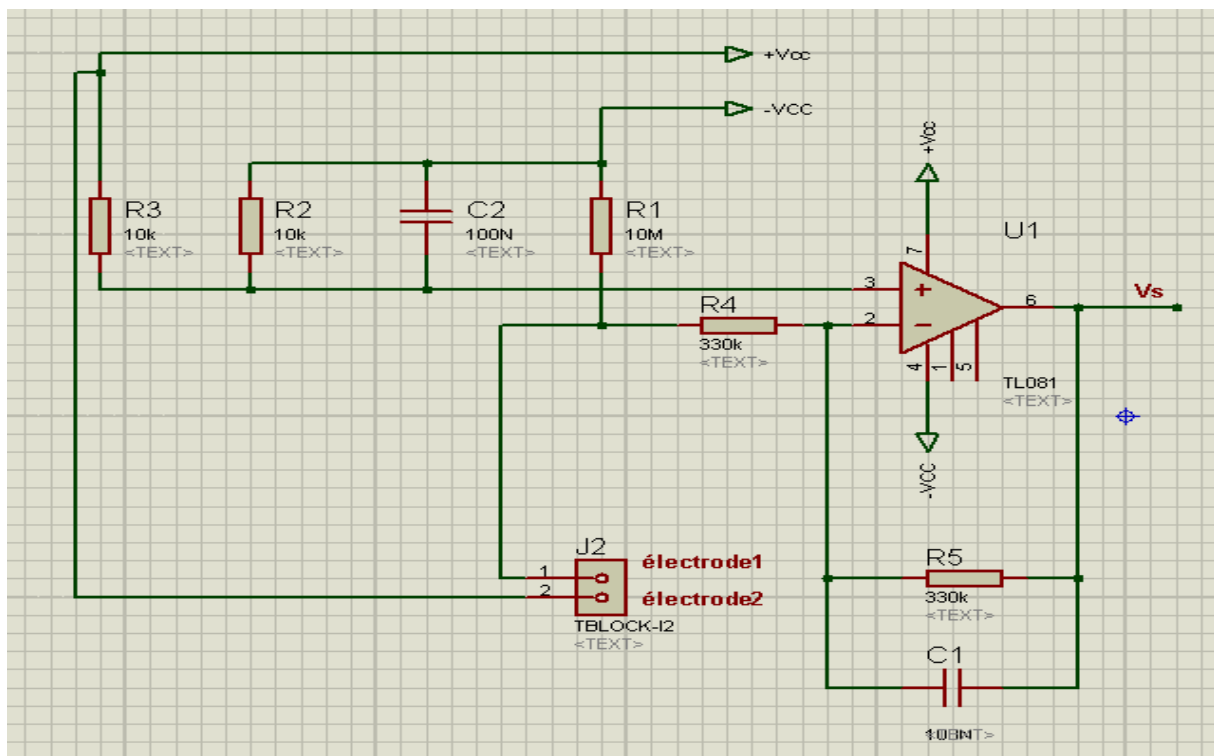 +Vcc
-VCC
+Vcc
R3
10k
<TEXT>
R2
10k
<TEXT>
C2
100N
<TEXT>
R1
10M
<TEXT>
U1
7
3
2
6
Vs
4
1
5
TL081
<TEXT>
R4
330k
<TEXT>
-VCC
J2
1
2
électrode1
électrode2
TBLOCK-I2
<TEXT>
R5
330k
<TEXT>
C1